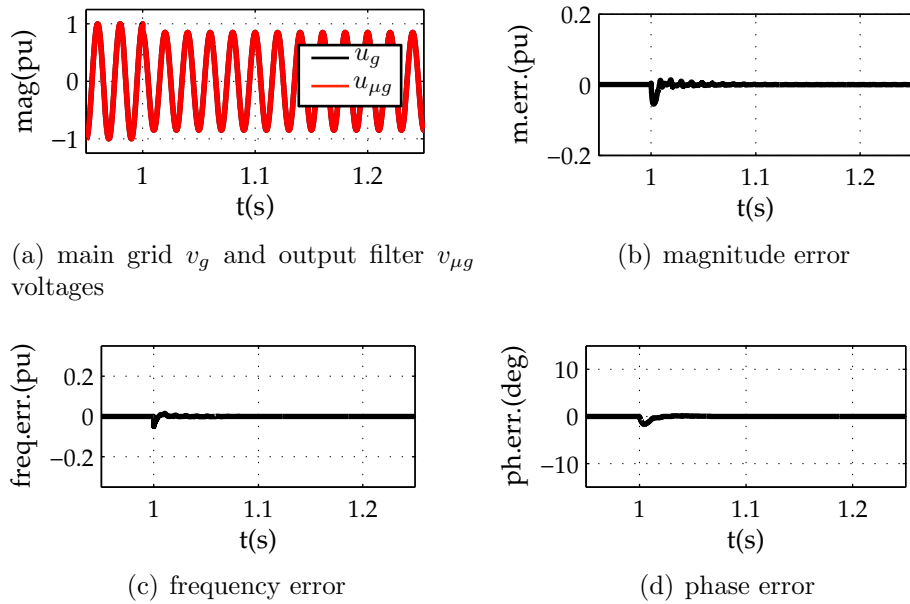 mag(pu)
1
0
−1
u_g
u_μg
1
1.1
1.2
t(s)
(a) main grid v_g and output filter v_μg
voltages
m.err.(pu)
0.2
0
−0.2
1
1.1
1.2
t(s)
(b) magnitude error
freq.err.(pu)
0.2
0
−0.2
1
1.1
1.2
t(s)
(c) frequency error
ph.err.(deg)
10
0
−10
1
1.1
1.2
t(s)
(d) phase error